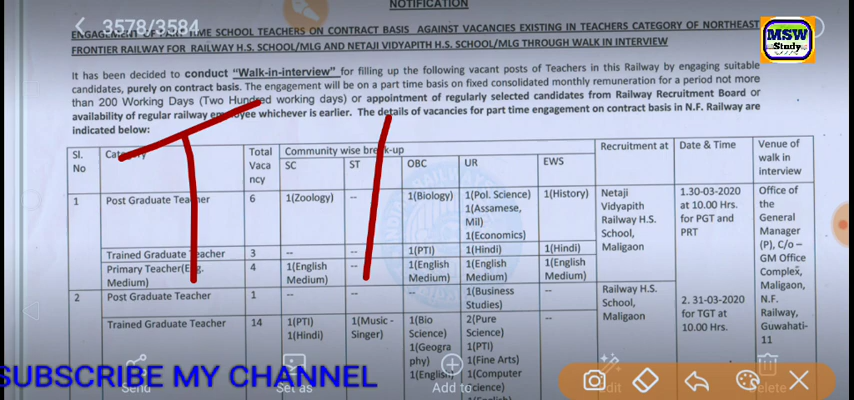 NOTIFICATION
3578/3584
ENGAGEMENT OF TIME SCHOOL TEACHERS ON CONTRACT BASIS AGAINST VACANCIES EXISTING IN TEACHERS CATEGORY OF NORTHEAST
FRONTIER RAILWAY FOR RAILWAY H.S. SCHOOL/MLG AND NETAJI VIDYAPITH H.S. SCHOOL/MLG THROUGH WALK IN INTERVIEW
MSW
Study
It has been decided to conduct "Walk-in-interview" for filling up the following vacant posts of Teachers in this Railway by engaging suitable
candidates, purely on contract basis. The engagement will be on a part time basis on fixed consolidated monthly remuneration for a period not more
than 200 Working Days (Two Hundred working days) or appointment of regularly selected candidates from Railway Recruitment Board or
availability of regular railway employee whichever is earlier. The details of vacancies for part time engagement on contract basis in N.F. Railway are
indicated below:
Sl. No Category Total Vaca ncy Community wise break-up Recruitment at Date & Time Venue of walk in interview
SC ST OBC UR EWS
1 Post Graduate Teacher 6 1(Zoology) -- 1(Biology) 1(Pol. Science) 1(Assamese, Mil) 1(Economics) 1(History) Netaji Vidyapith Railway H.S. School, Maligaon 1.30-03-2020 at 10.00 Hrs. for PGT and PRT Office of the General Manager (P), C/o – GM Office Complex, Maligaon, N.F. Railway, Guwahati-11
Trained Graduate Teacher 3 -- -- 1(PTI) 1(Hindi) 1(Hindi)
Primary Teacher(Eng. Medium) 4 1(English Medium) -- 1(English Medium) 1(English Medium) 1(English Medium)
2 Post Graduate Teacher 1 -- -- -- 1(Business Studies) -- Railway H.S. School, Maligaon 2. 31-03-2020 for TGT at 10.00 Hrs.
Trained Graduate Teacher 14 1(PTI) 1(Hindi) 1(Music - Singer) 1(Bio Science) 1(Geogra phy) 1(English) 2(Pure Science) 1(PTI) 1(Fine Arts) 1(Computer Science) --
SUBSCRIBE MY CHANNEL
Send Set as Add to Edit Delete